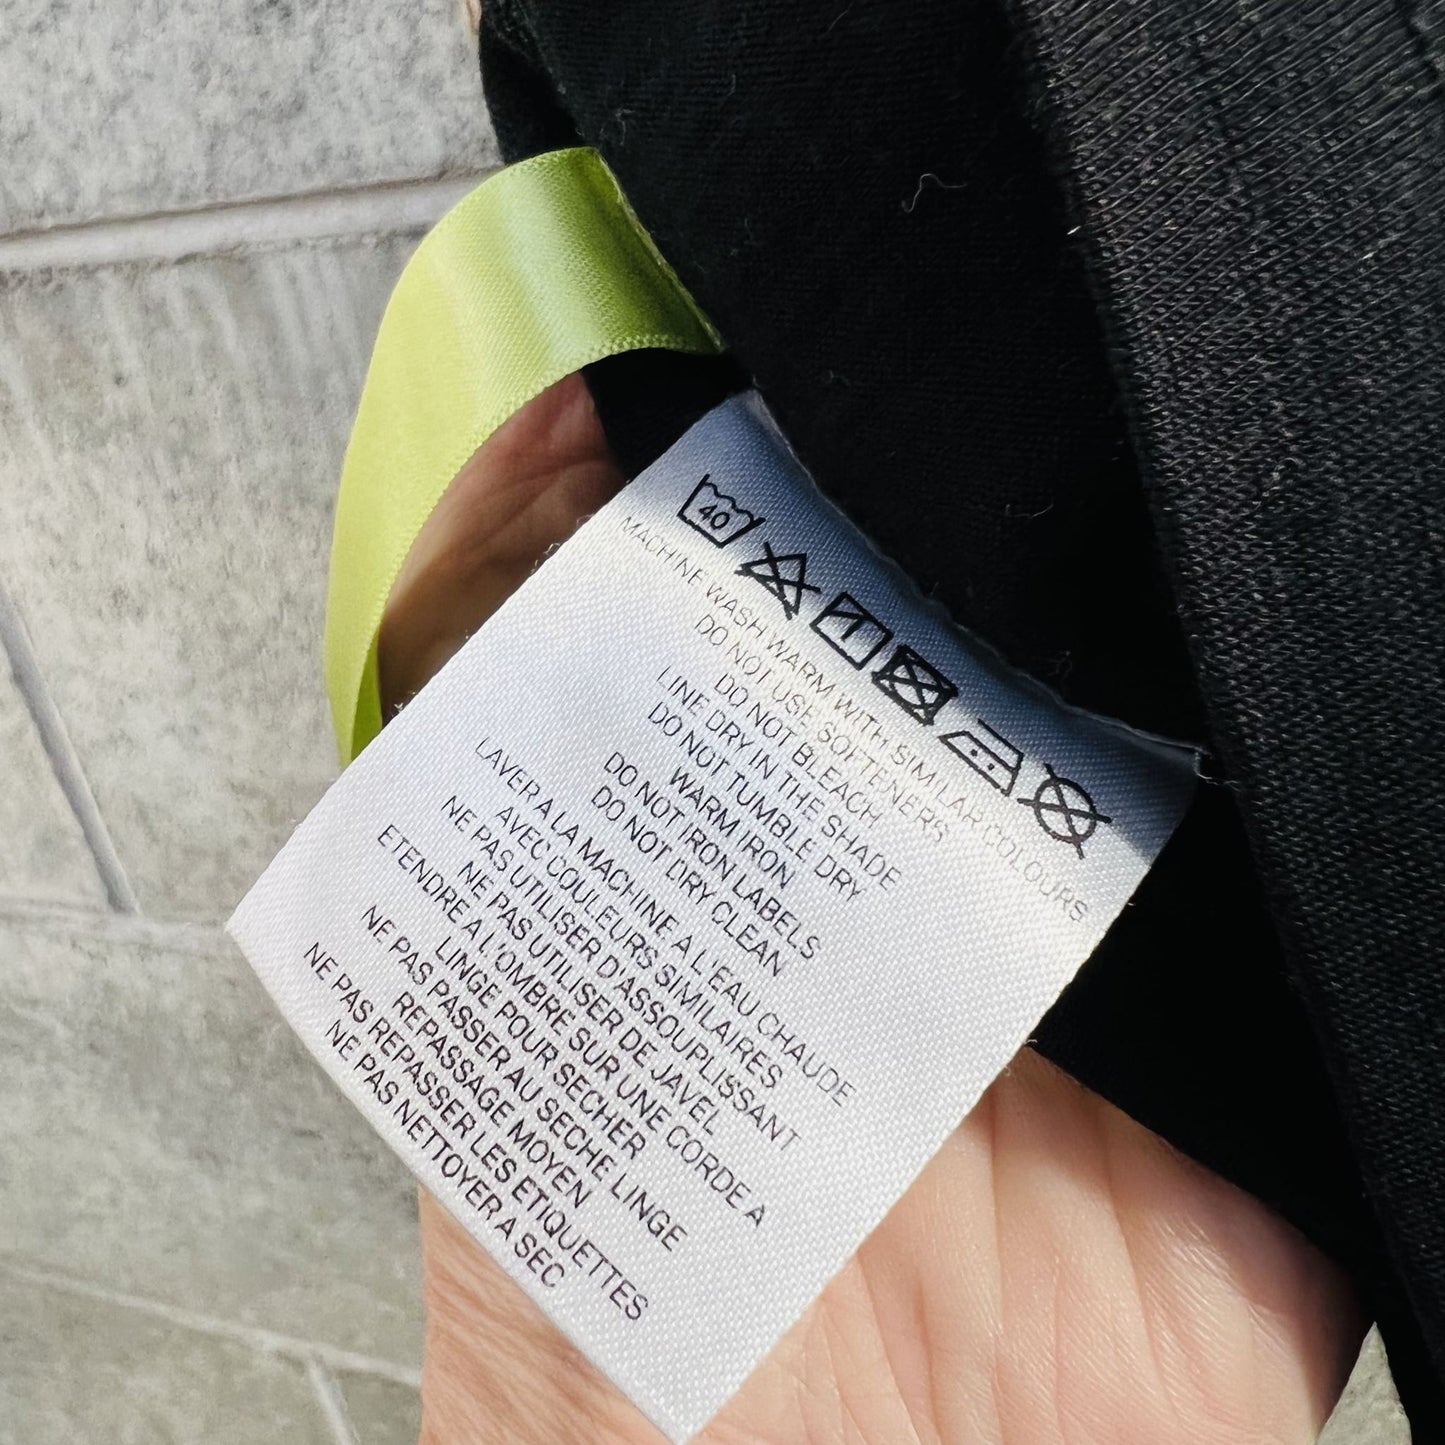 40
MACHINE WASH WARM WITH SIMILAR COLOURS
DO NOT USE SOFTENERS
DO NOT BLEACH
LINE DRY IN THE SHADE
DO NOT TUMBLE DRY
WARM IRON
DO NOT IRON LABELS
DO NOT DRY CLEAN
LAVER A LA MACHINE A L'EAU CHAUDE
AVEC COULEURS SIMILAIRES
NE PAS UTILISER D'ASSOUPLISSANT
NE PAS UTILISER DE JAVEL
ETENDRE A L'OMBRE SUR UNE CORDE A
LINGE POUR SECHER
NE PAS PASSER AU SECHE LINGE
REPASSAGE MOYEN
NE PAS REPASSER LES ETIQUETTES
NE PAS NETTOYER A SEC